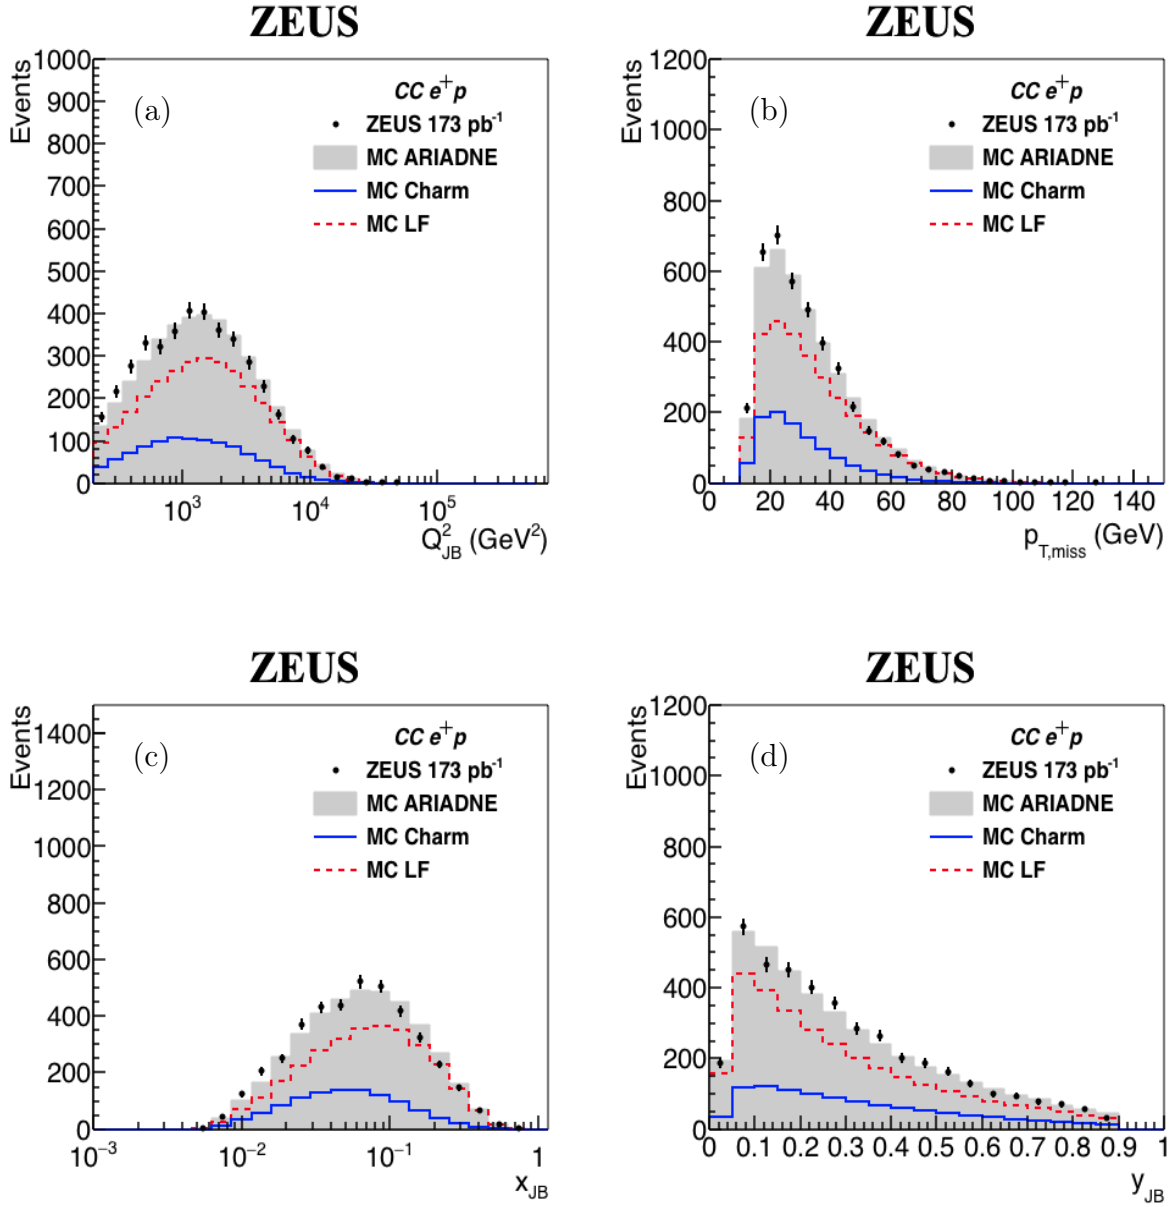 ZEUS
Events
1000
900
800
700
600
500
400
300
200
100
0
(a)
CC e⁺p
ZEUS 173 pb⁻¹
MC ARIADNE
MC Charm
MC LF
10³ 10⁴ 10⁵
Q²JB (GeV²)
ZEUS
Events
1200
1000
800
600
400
200
0
(b)
CC e⁺p
ZEUS 173 pb⁻¹
MC ARIADNE
MC Charm
MC LF
0 20 40 60 80 100 120 140
pT,miss (GeV)
ZEUS
Events
1400
1200
1000
800
600
400
200
0
(c)
CC e⁺p
ZEUS 173 pb⁻¹
MC ARIADNE
MC Charm
MC LF
10⁻³ 10⁻² 10⁻¹ 1
xJB
ZEUS
Events
1200
1000
800
600
400
200
0
(d)
CC e⁺p
ZEUS 173 pb⁻¹
MC ARIADNE
MC Charm
MC LF
0 0.1 0.2 0.3 0.4 0.5 0.6 0.7 0.8 0.9 1
yJB